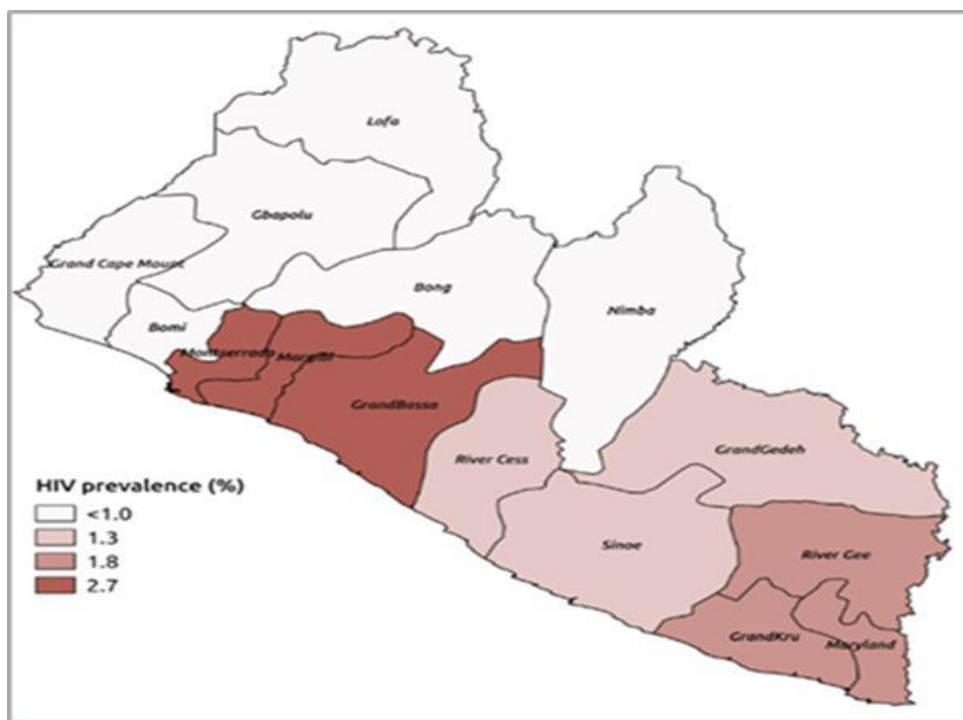 Lofa
Gbapolu
Grand Cape Mount
Bong
Nimba
Bomi
Montserrado
Margibi
GrandBassa
River Cess
GrandGedeh
Sinoe
River Gee
GrandKru
Maryland
HIV prevalence (%)
<1.0
1.3
1.8
2.7